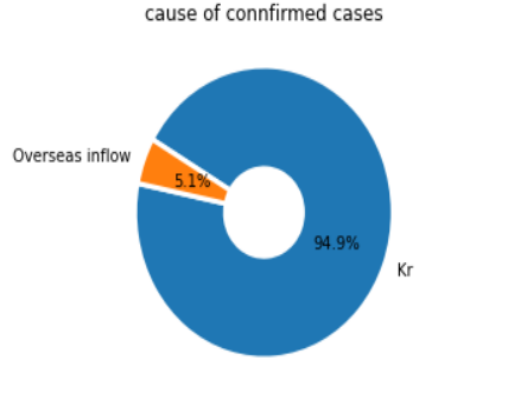 cause of connfirmed cases
Overseas inflow
5.1%
94.9%
Kr